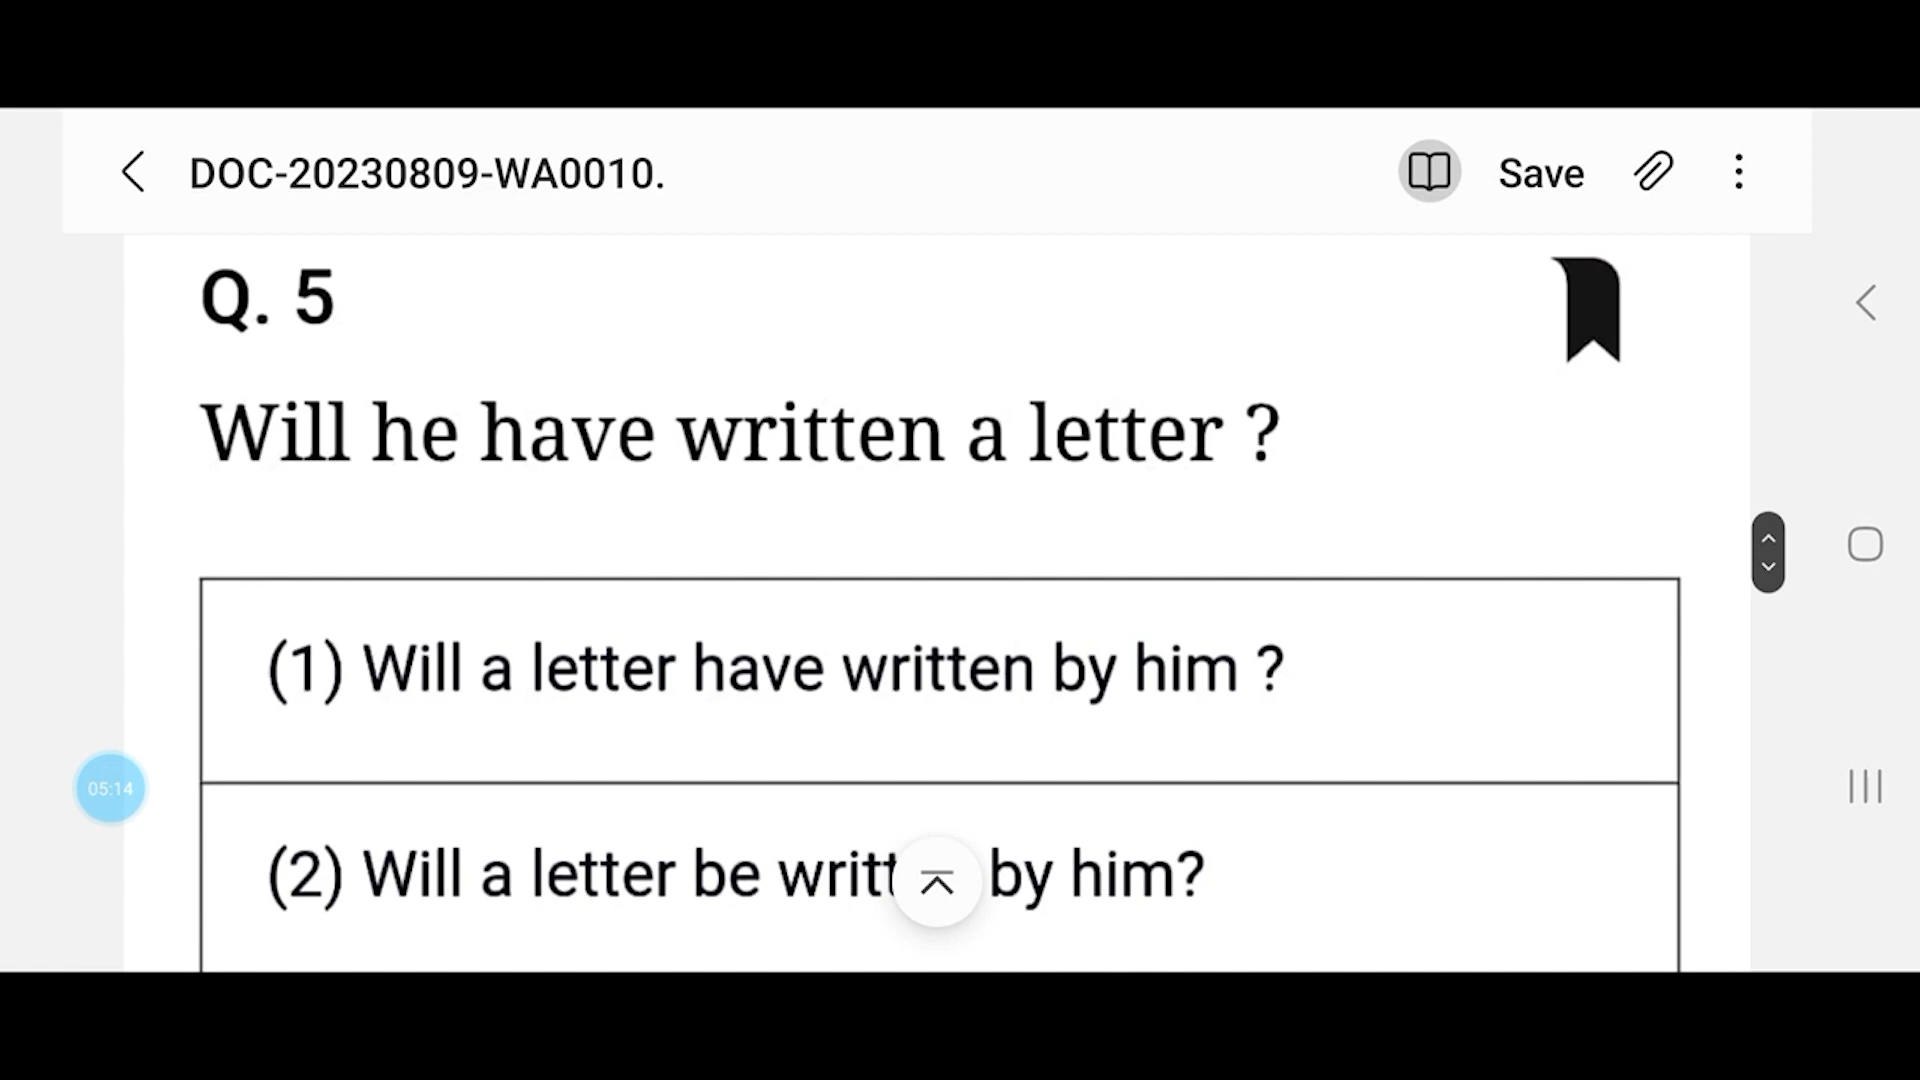 DOC-20230809-WA0010.
Save
Q. 5
Will he have written a letter ?
(1) Will a letter have written by him ?
05:14
(2) Will a letter be writt by him?